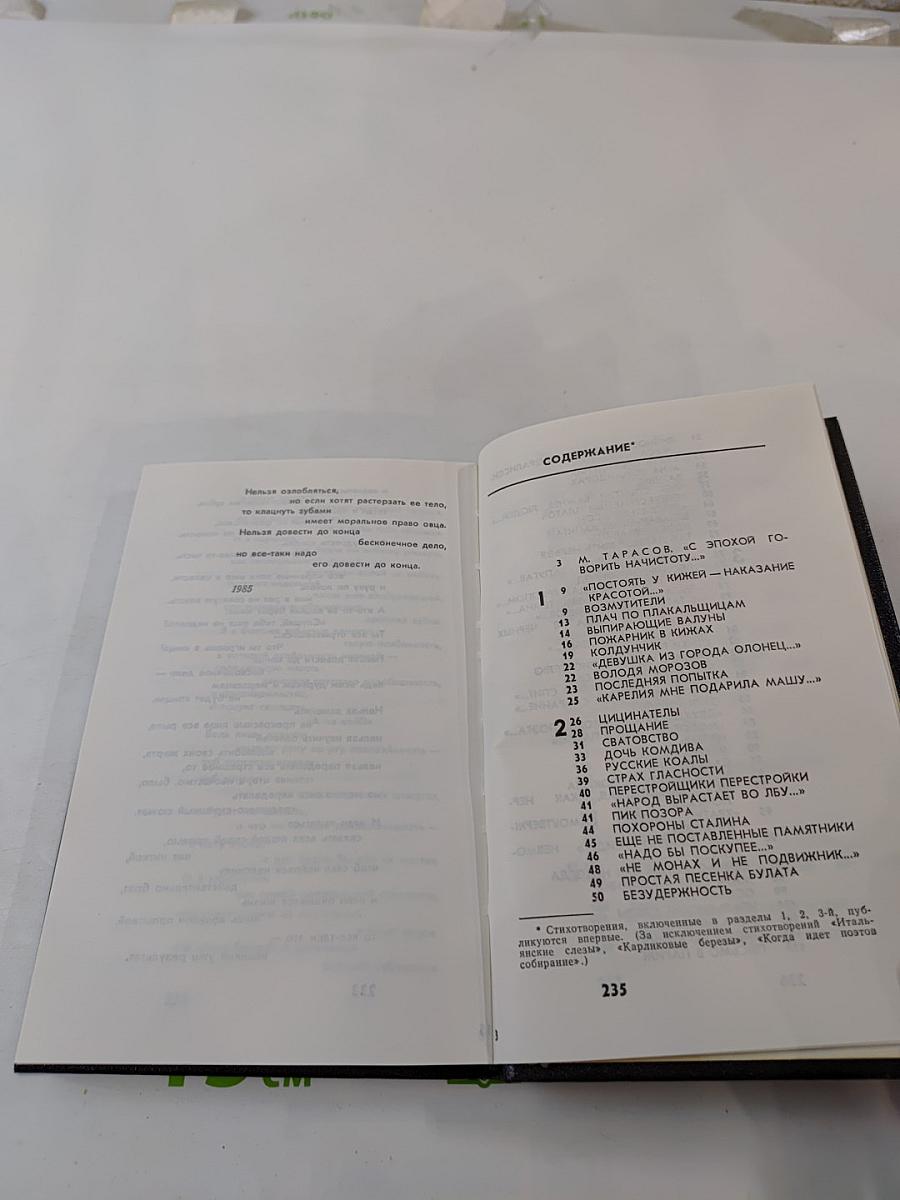 Нельзя озлобляться,
но если хотят растерзать ее тело,
то клацнуть зубами
имеет моральное право овца.
Нельзя довести до конца
бесконечное дело,
но все-таки надо
его довести до конца.
1985
СОДЕРЖАНИЕ*
3 М. ТАРАСОВ. «С ЭПОХОЙ ГО-
ВОРИТЬ НАЧИСТОТУ...»
1 9 «ПОСТОЯТЬ У КИЖЕЙ — НАКАЗАНИЕ
КРАСОТОЙ...»
9 ВОЗМУТИТЕЛИ
13 ПЛАЧ ПО ПЛАКАЛЬЩИЦАМ
14 ВЫПИРАЮЩИЕ ВАЛУНЫ
16 ПОЖАРНИК В КИЖАХ
19 КОЛДУНЧИК
22 «ДЕВУШКА ИЗ ГОРОДА ОЛОНЕЦ...»
22 ВОЛОДЯ МОРОЗОВ
23 ПОСЛЕДНЯЯ ПОПЫТКА
25 «КАРЕЛИЯ МНЕ ПОДАРИЛА МАШУ...»
2 26 ЦИЦИНАТЕЛЫ
28 ПРОЩАНИЕ
31 СВАТОВСТВО
33 ДОЧЬ КОМДИВА
36 РУССКИЕ КОАЛЫ
39 СТРАХ ГЛАСНОСТИ
40 ПЕРЕСТРОЙЩИКИ ПЕРЕСТРОЙКИ
41 «НАРОД ВЫРАСТАЕТ ВО ЛБУ...»
41 ПИК ПОЗОРА
44 ПОХОРОНЫ СТАЛИНА
45 ЕЩЕ НЕ ПОСТАВЛЕННЫЕ ПАМЯТНИКИ
46 «НАДО БЫ ПОСКУПЕЕ...»
48 «НЕ МОНАХ И НЕ ПОДВИЖНИК...»
49 ПРОСТАЯ ПЕСЕНКА БУЛАТА
50 БЕЗУДЕРЖНОСТЬ
* Стихотворения, включенные в разделы 1, 2, 3-й, пуб-
ликуются впервые. (За исключением стихотворений «Италь-
янские слезы», «Карликовые березы», «Когда идет поэтов
собрание».)
235
см